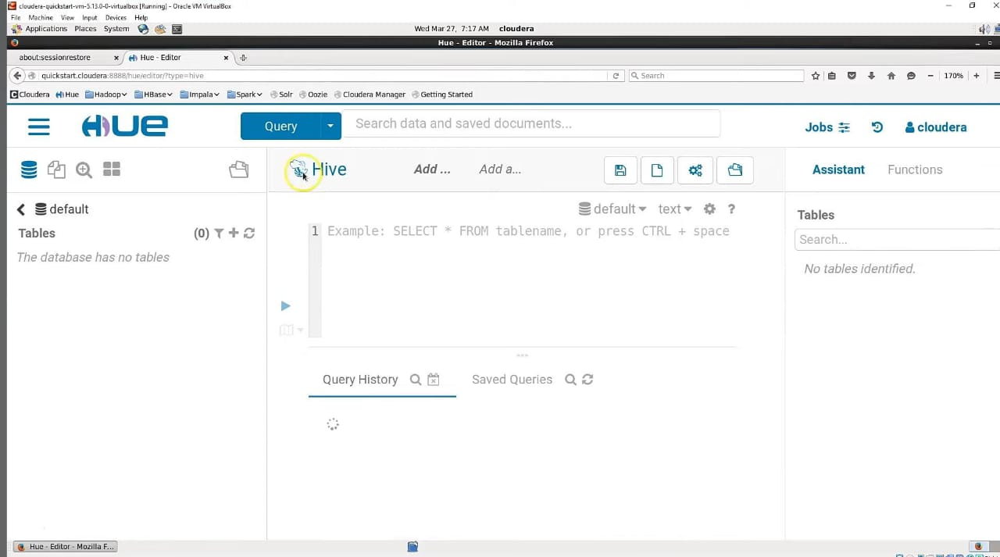 cloudera-quickstart-vm-5.13.0-0-virtualbox [Running] - Oracle VM VirtualBox
File Machine View Input Devices Help
Applications Places System Wed Mar 27, 7:17 AM cloudera
Hue - Editor - Mozilla Firefox
about:sessionrestore Hue - Editor
quickstart.cloudera:8888/hue/editor/?type=hive Search 170%
Cloudera Hue Hadoop HBase Impala Spark Solr Oozie Cloudera Manager Getting Started
HUE Query Search data and saved documents... Jobs cloudera
Hive Add ... Add a... Assistant Functions
default default text ?
Tables (0) Tables
1 Example: SELECT * FROM tablename, or press CTRL + space Search...
The database has no tables No tables identified.
Query History Saved Queries
Hue - Editor - Mozilla F...